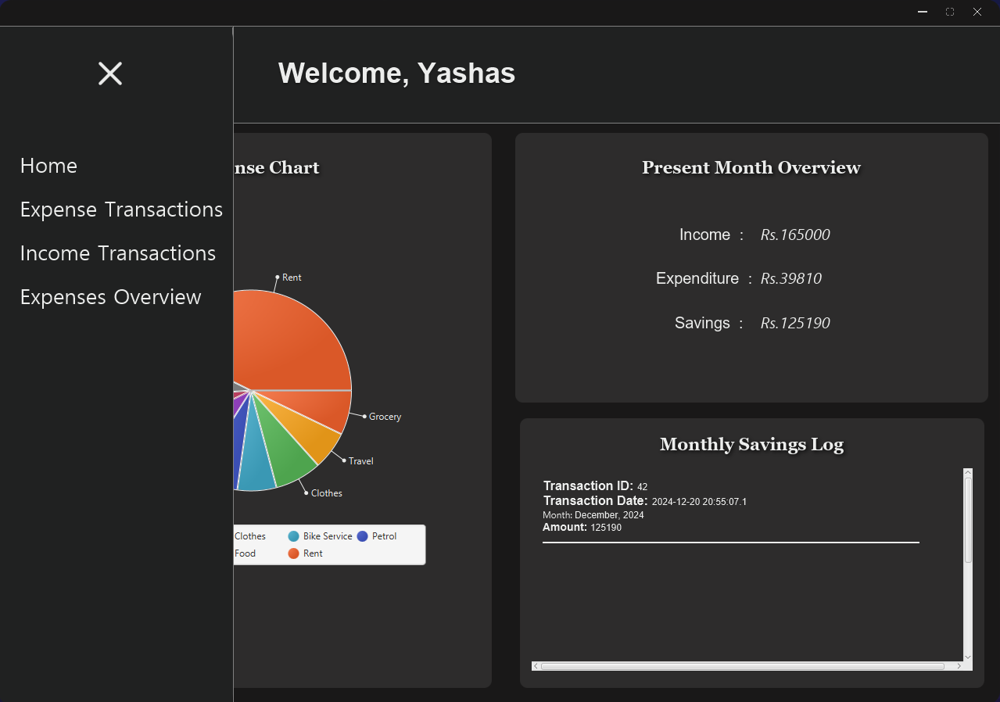 Welcome, Yashas
Home
Expense Transactions
Income Transactions
Expenses Overview
nse Chart
Rent
Grocery
Travel
Clothes
Clothes Bike Service Petrol
Food Rent
Present Month Overview
Income : Rs.165000
Expenditure : Rs.39810
Savings : Rs.125190
Monthly Savings Log
Transaction ID: 42
Transaction Date: 2024-12-20 20:55:07.1
Month: December, 2024
Amount: 125190